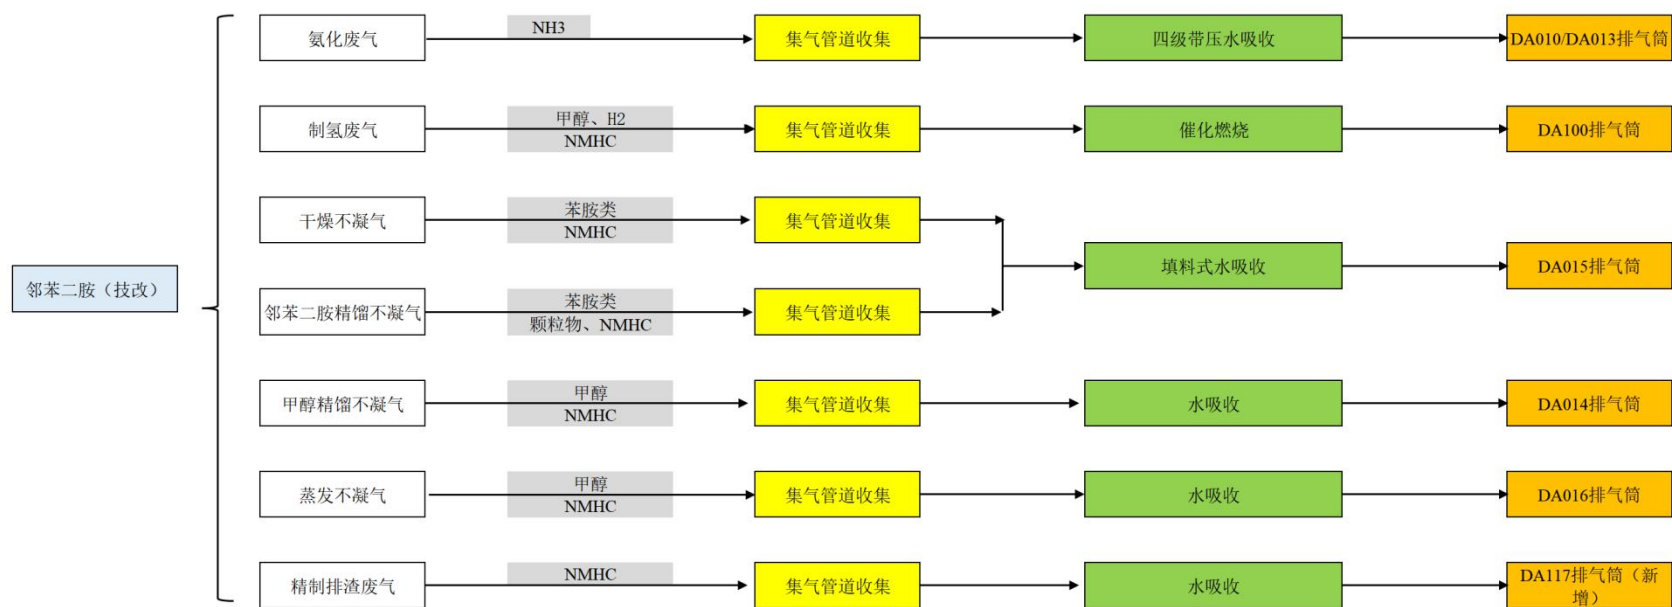 氨化废气
NH3
集气管道收集
四级带压水吸收
DA010/DA013排气筒
制氢废气
甲醇、H2
NMHC
集气管道收集
催化燃烧
DA100排气筒
干燥不凝气
苯胺类
NMHC
集气管道收集
邻苯二胺（技改）
填料式水吸收
DA015排气筒
邻苯二胺精馏不凝气
苯胺类
颗粒物、NMHC
集气管道收集
甲醇精馏不凝气
甲醇
NMHC
集气管道收集
水吸收
DA014排气筒
蒸发不凝气
甲醇
NMHC
集气管道收集
水吸收
DA016排气筒
精制排渣废气
NMHC
集气管道收集
水吸收
DA117排气筒（新
增）